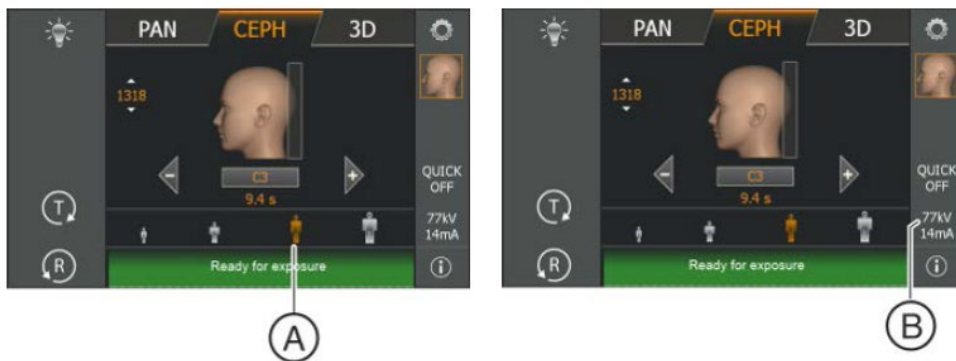 PAN CEPH 3D
1318
C3
9.4 s
QUICK
OFF
77kV
14mA
T
R
Ready for exposure
i
A
PAN CEPH 3D
1318
C3
9.4 s
QUICK
OFF
77kV
14mA
T
R
Ready for exposure
i
B